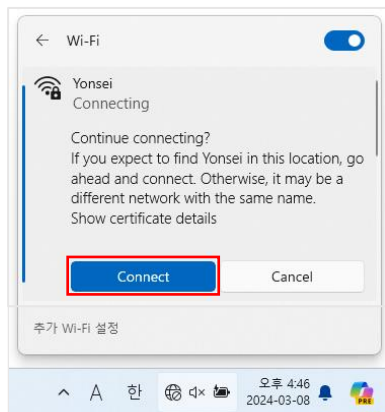 ← Wi-Fi
Yonsei
Connecting
Continue connecting?
If you expect to find Yonsei in this location, go
ahead and connect. Otherwise, it may be a
different network with the same name.
Show certificate details
Connect Cancel
추가 Wi-Fi 설정
A 한 오후 4:46
2024-03-08
PRE